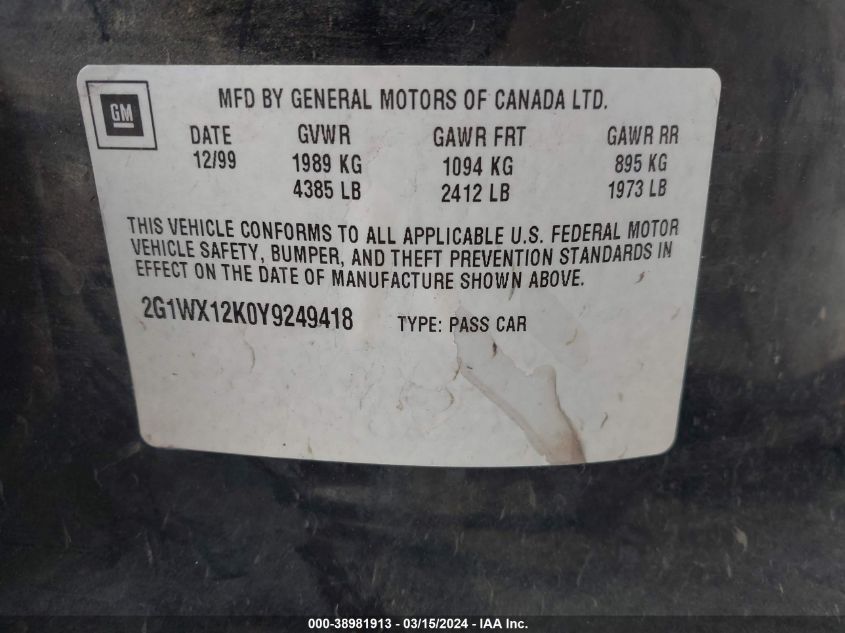 GM
MFD BY GENERAL MOTORS OF CANADA LTD.
DATE GVWR GAWR FRT GAWR RR
12/99 1989 KG 1094 KG 895 KG
4385 LB 2412 LB 1973 LB
THIS VEHICLE CONFORMS TO ALL APPLICABLE U.S. FEDERAL MOTOR
VEHICLE SAFETY, BUMPER, AND THEFT PREVENTION STANDARDS IN
EFFECT ON THE DATE OF MANUFACTURE SHOWN ABOVE.
2G1WX12K0Y9249418 TYPE: PASS CAR
000-38981913 - 03/15/2024 - IAA Inc.